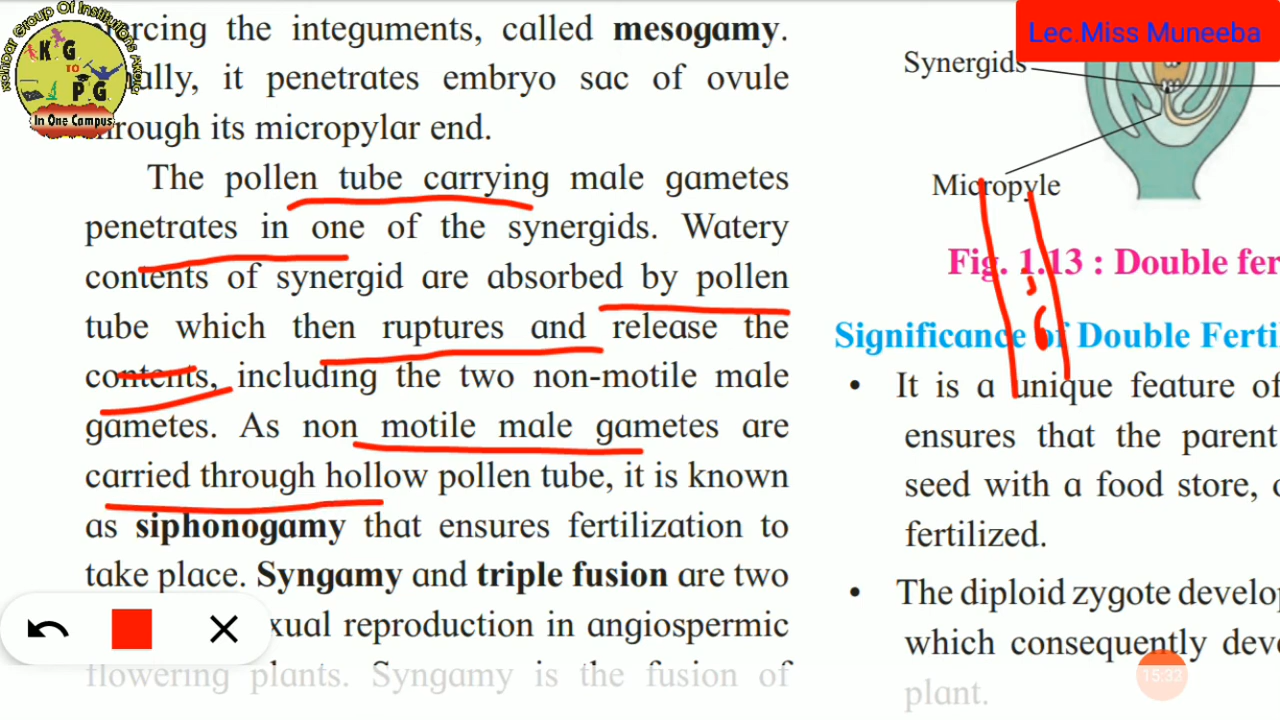 Rahbar Group Of Institutions
K G
TO
P G
In One Campus
Lec.Miss Muneeba
the integuments, called mesogamy.
it penetrates embryo sac of ovule
through its micropylar end.
The pollen tube carrying male gametes
penetrates in one of the synergids. Watery
contents of synergid are absorbed by pollen
tube which then ruptures and release the
contents, including the two non-motile male
gametes. As non motile male gametes are
carried through hollow pollen tube, it is known
as siphonogamy that ensures fertilization to
take place. Syngamy and triple fusion are two
xual reproduction in angiospermic
flowering plants. Syngamy is the fusion of
Synergids
Micropyle
Fig. 1.13 : Double fer
Significance of Double Ferti
• It is a unique feature of
ensures that the parent
seed with a food store,
fertilized.
• The diploid zygote develo
which consequently deve
plant.
15:33